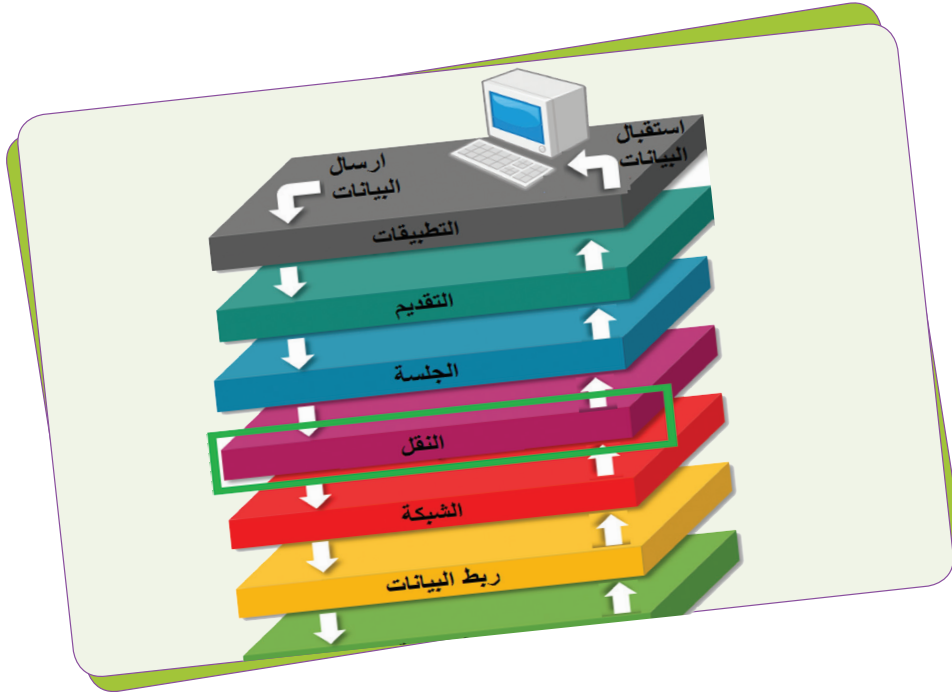 استقبال
البيانات
ارسال
البيانات
التطبيقات
التقديم
الجلسة
النقل
الشبكة
ربط البيانات